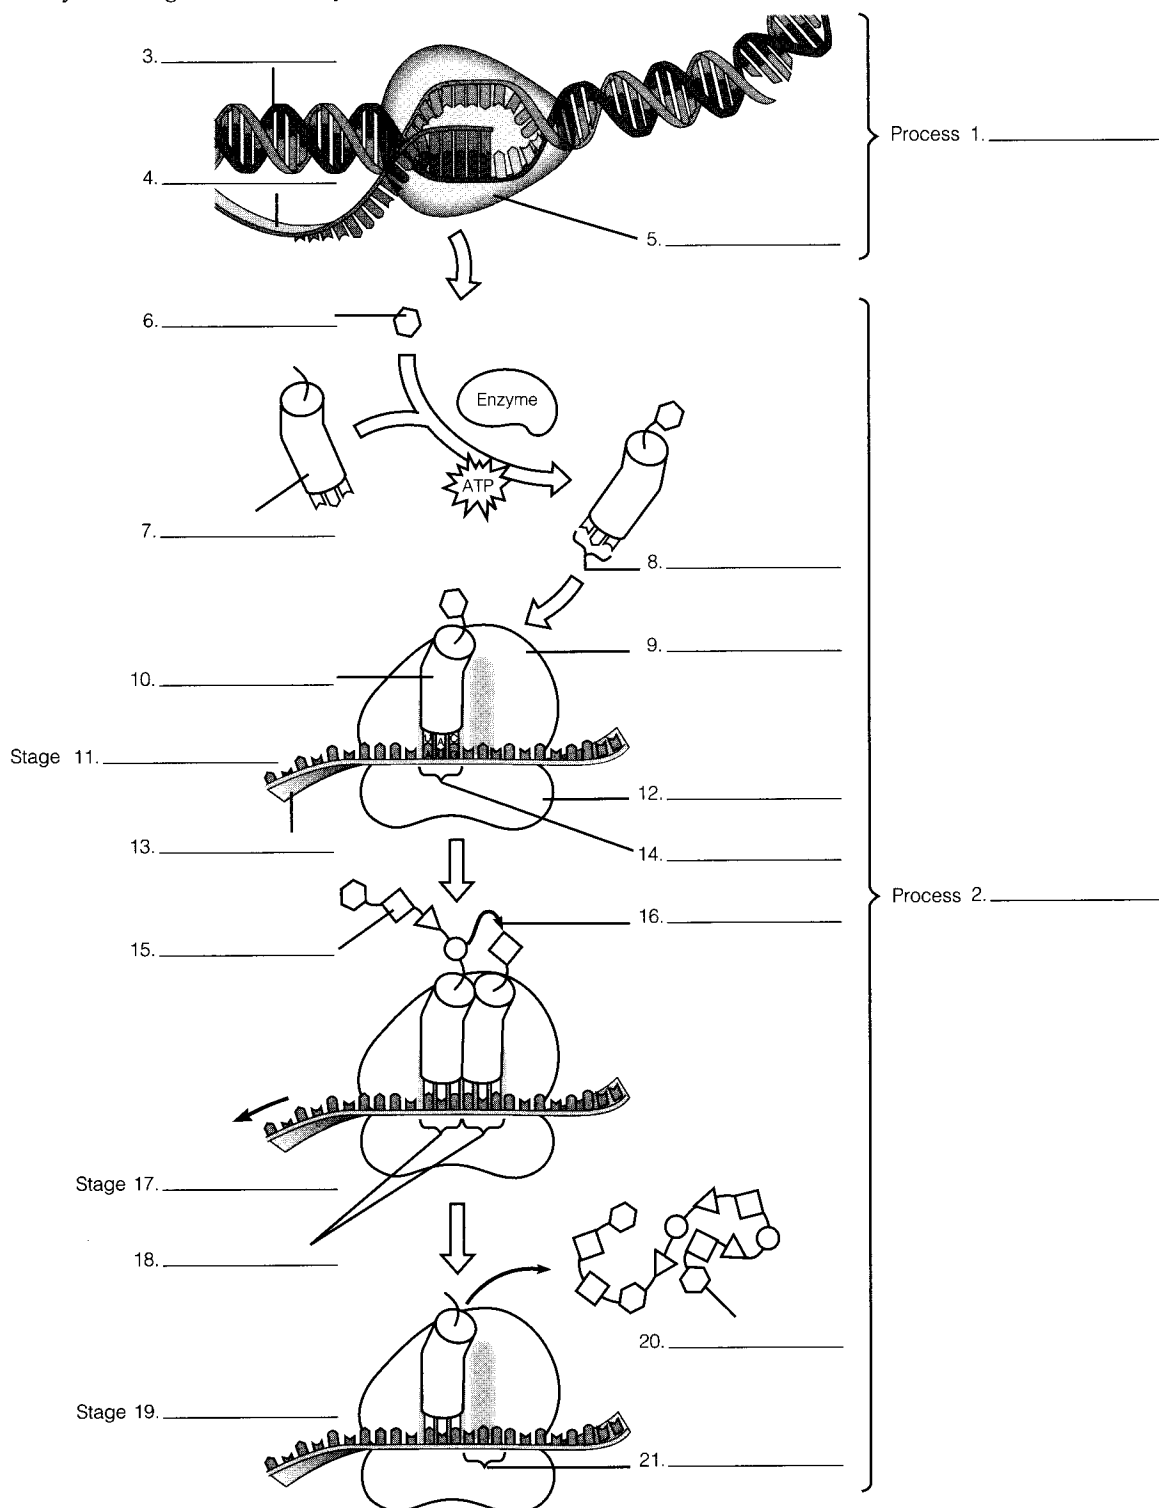 3.
Process 1.
4.
5.
6.
Enzyme
ATP
7.
8.
9.
10.
Stage 11.
12.
13.
14.
Process 2.
16.
15.
Stage 17.
18.
20.
Stage 19.
21.